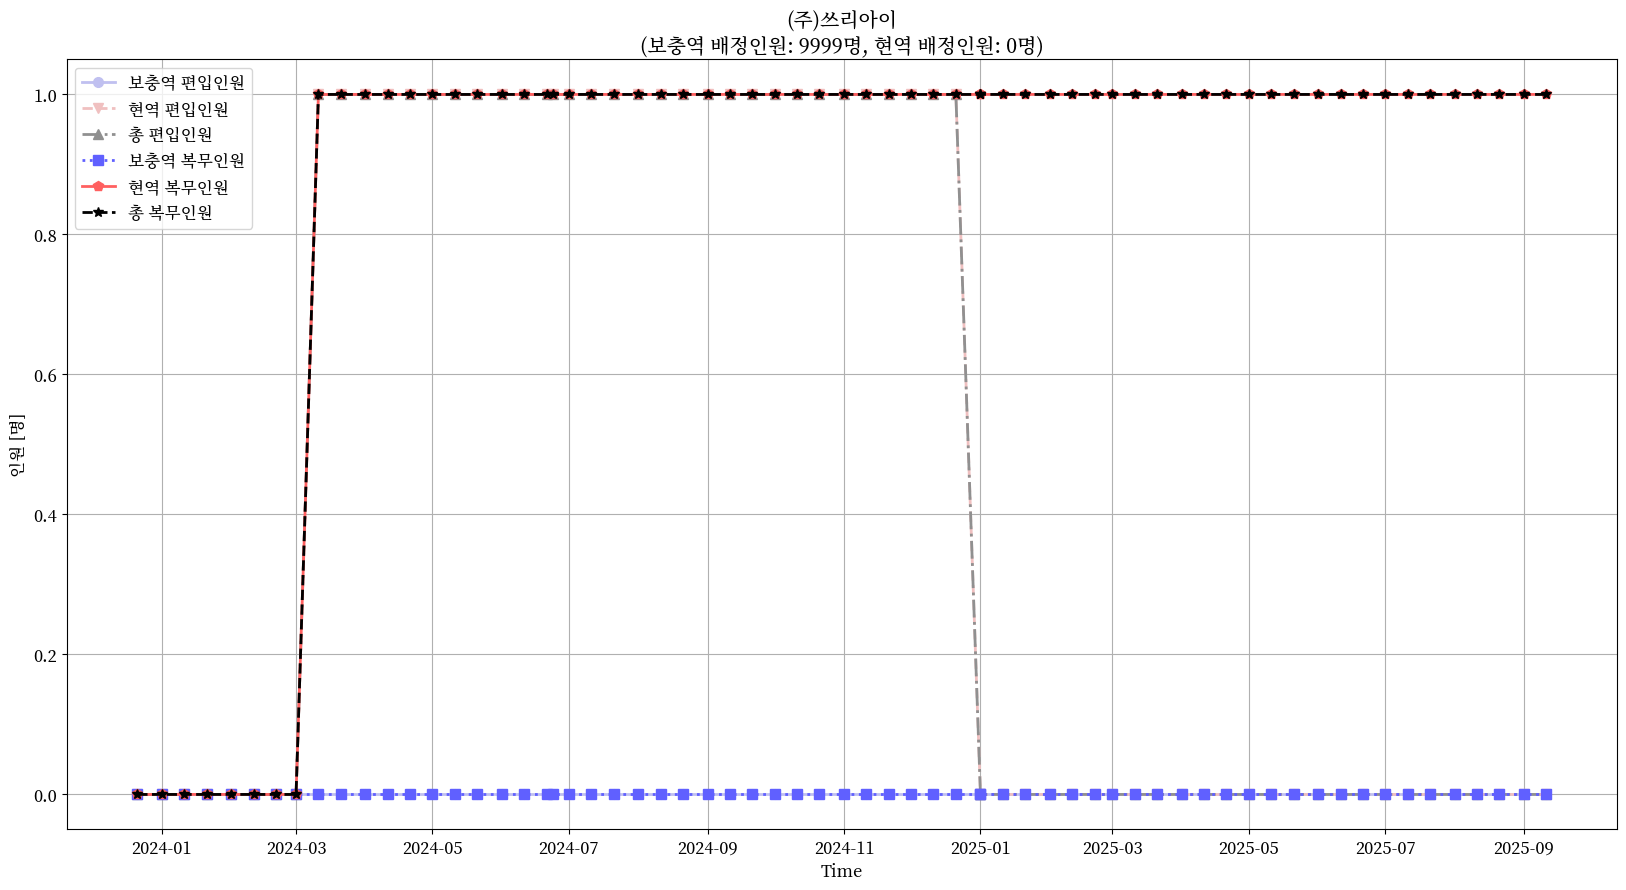 (주)쓰리아이
(보충역 배정인원: 9999명, 현역 배정인원: 0명)
보충역 편입인원
현역 편입인원
총 편입인원
보충역 복무인원
현역 복무인원
총 복무인원
1.0
0.8
0.6
0.4
0.2
0.0
인원 [명]
2024-01
2024-03
2024-05
2024-07
2024-09
2024-11
2025-01
2025-03
2025-05
2025-07
2025-09
Time